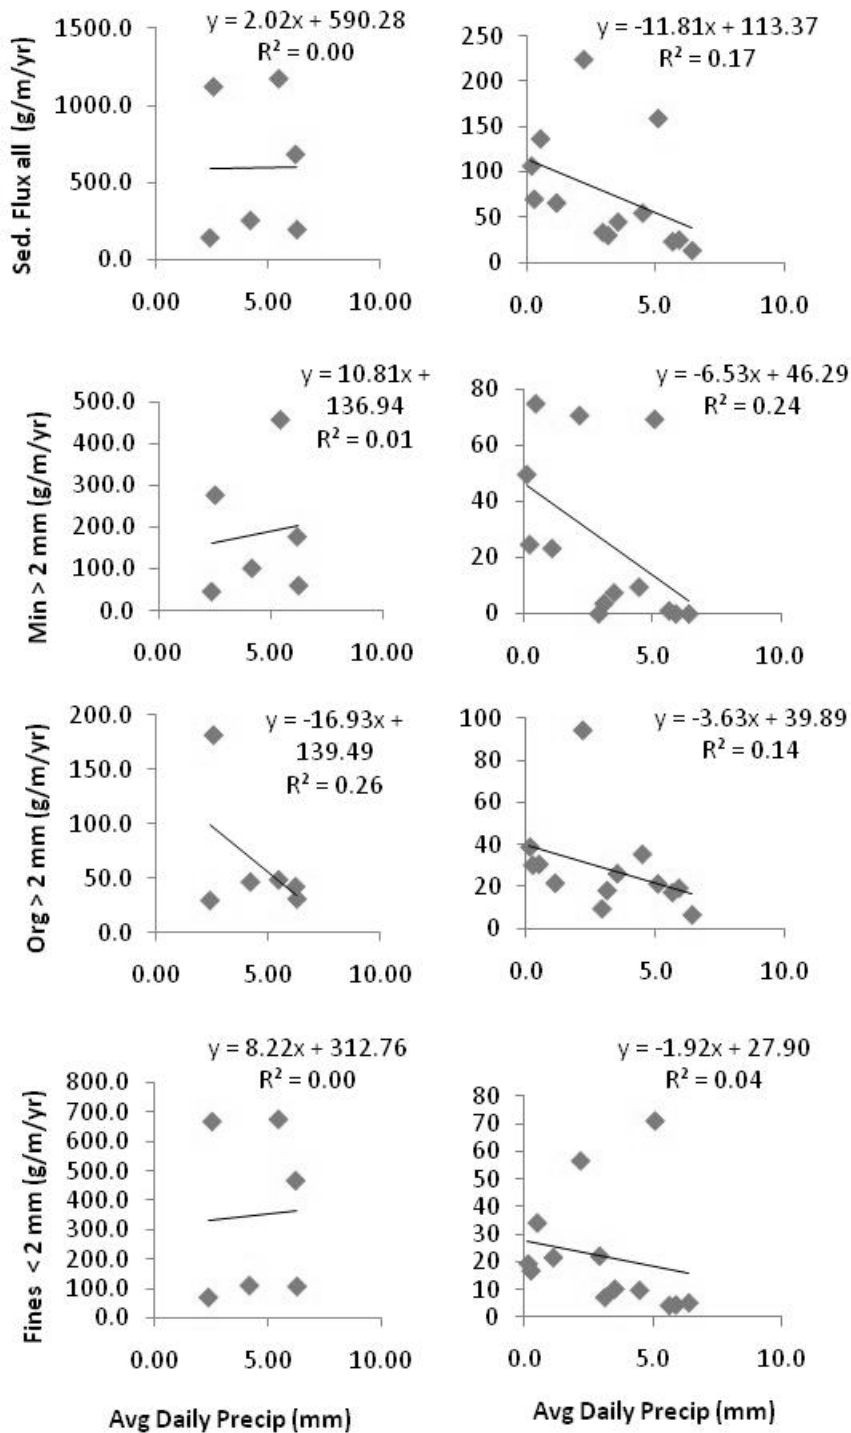 y = 2.02x + 590.28
R² = 0.00
Sed. Flux all (g/m/yr)
1500.0
1000.0
500.0
0.0
0.00 5.00 10.00
y = -11.81x + 113.37
R² = 0.17
250
200
150
100
50
0
0.0 5.0 10.0
y = 10.81x +
136.94
R² = 0.01
Min > 2 mm (g/m/yr)
500.0
400.0
300.0
200.0
100.0
0.0
0.00 5.00 10.00
y = -6.53x + 46.29
R² = 0.24
80
60
40
20
0
0.0 5.0 10.0
y = -16.93x +
139.49
R² = 0.26
Org > 2 mm (g/m/yr)
200.0
150.0
100.0
50.0
0.0
0.00 5.00 10.00
y = -3.63x + 39.89
R² = 0.14
100
80
60
40
20
0
0.0 5.0 10.0
y = 8.22x + 312.76
R² = 0.00
Fines < 2 mm (g/m/yr)
800.0
700.0
600.0
500.0
400.0
300.0
200.0
100.0
0.0
0.00 5.00 10.00
Avg Daily Precip (mm)
y = -1.92x + 27.90
R² = 0.04
80
70
60
50
40
30
20
10
0
0.0 5.0 10.0
Avg Daily Precip (mm)